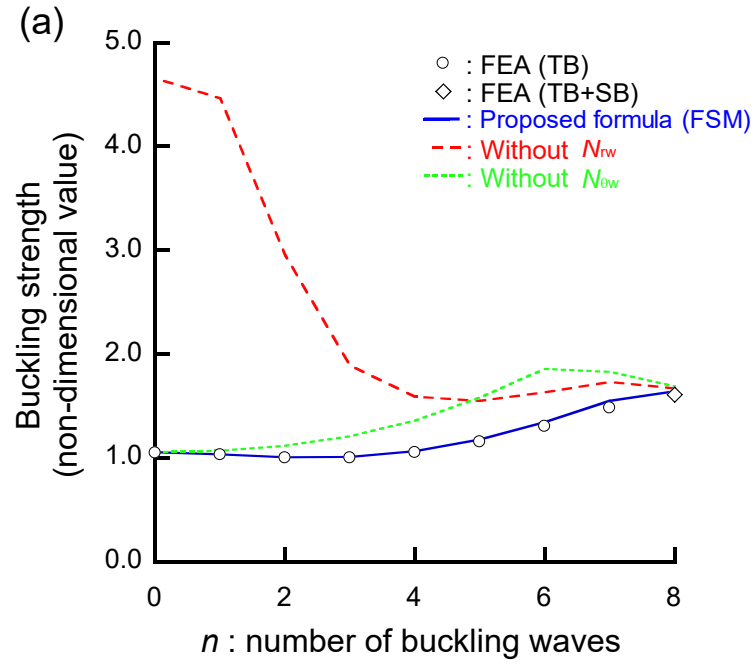 (a)
5.0
4.0
3.0
2.0
1.0
0.0
Buckling strength
(non-dimensional value)
: FEA (TB)
: FEA (TB+SB)
: Proposed formula (FSM)
: Without Nrw
: Without Nθw
0 2 4 6 8
n : number of buckling waves